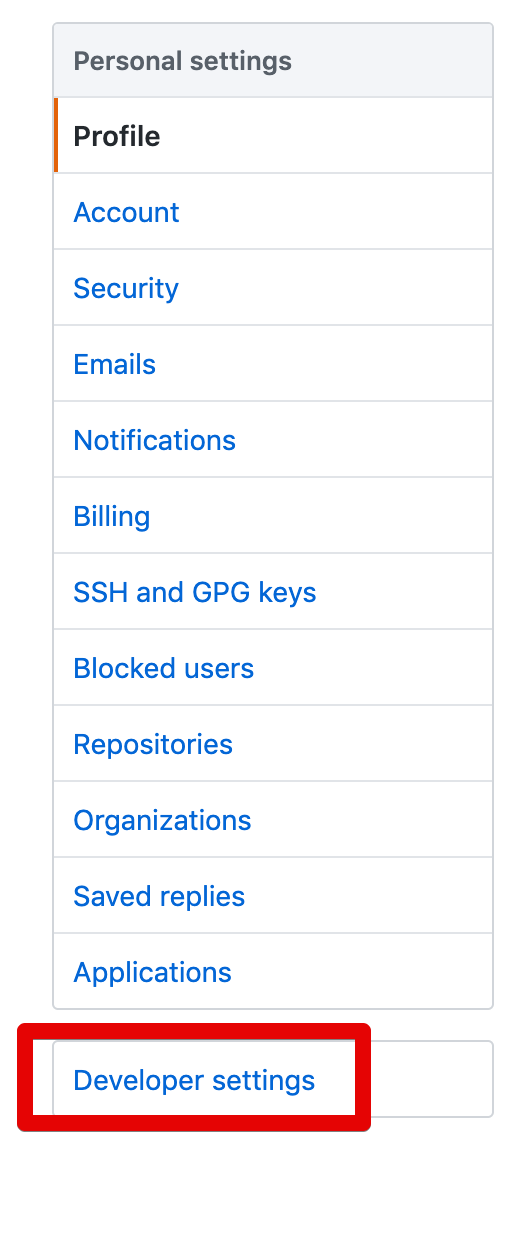 Personal settings
Profile
Account
Security
Emails
Notifications
Billing
SSH and GPG keys
Blocked users
Repositories
Organizations
Saved replies
Applications
Developer settings